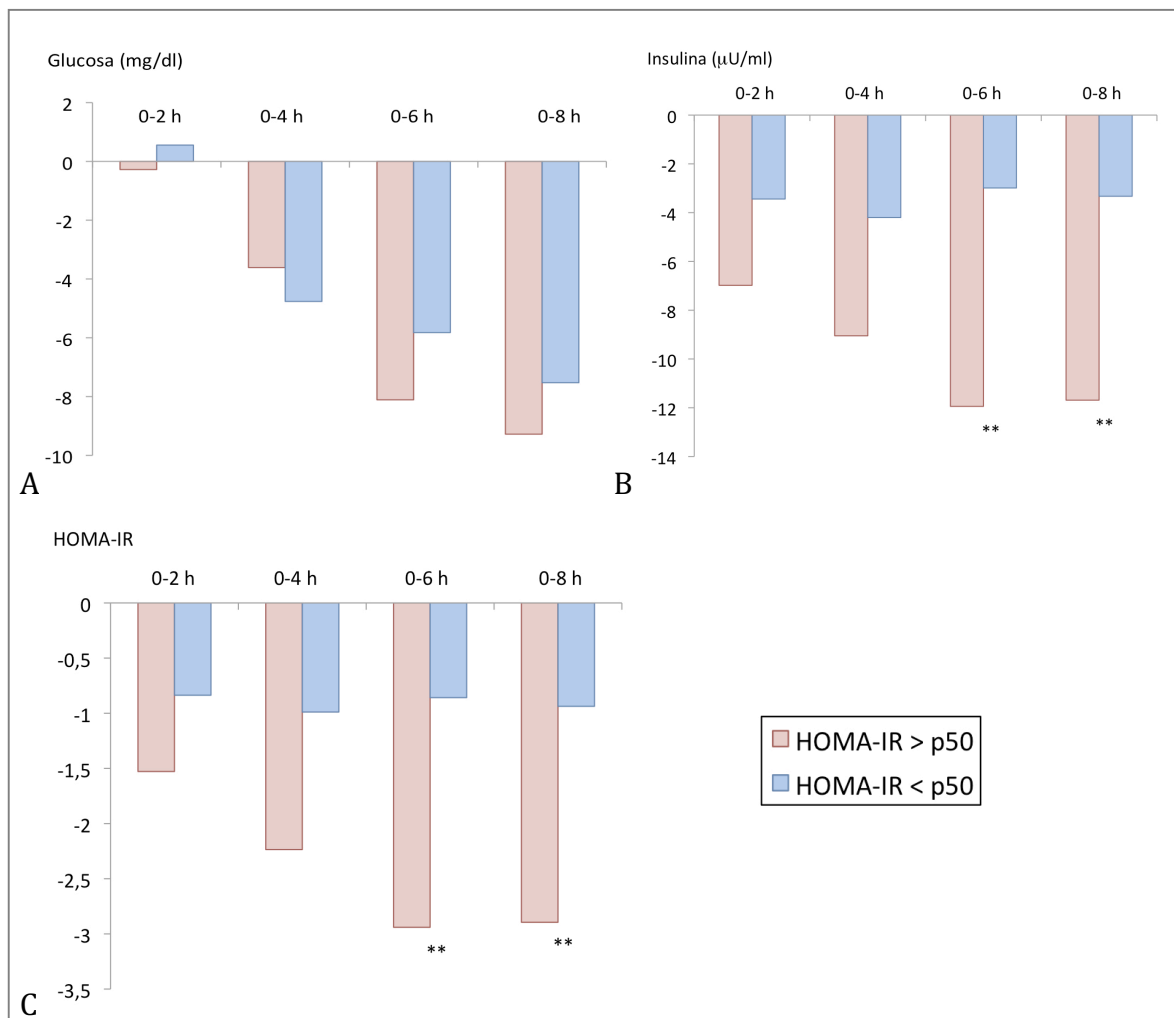 Glucosa (mg/dl)
2
0-2 h 0-4 h 0-6 h 0-8 h
0
-2
-4
-6
-8
-10
A
Insulina (μU/ml)
0-2 h 0-4 h 0-6 h 0-8 h
0
-2
-4
-6
-8
-10
-12
** **
-14
B
HOMA-IR
0-2 h 0-4 h 0-6 h 0-8 h
0
-0,5
-1
-1,5
-2
-2,5
-3
** **
-3,5
C
HOMA-IR > p50
HOMA-IR < p50